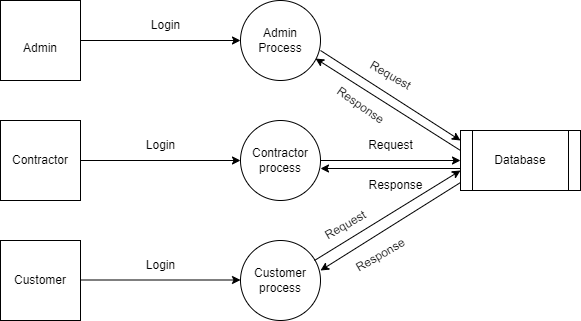 Login
Admin
Admin
Process
Request
Response
Login
Contractor
Contractor
process
Request
Response
Database
Login
Customer
Customer
process
Request
Response